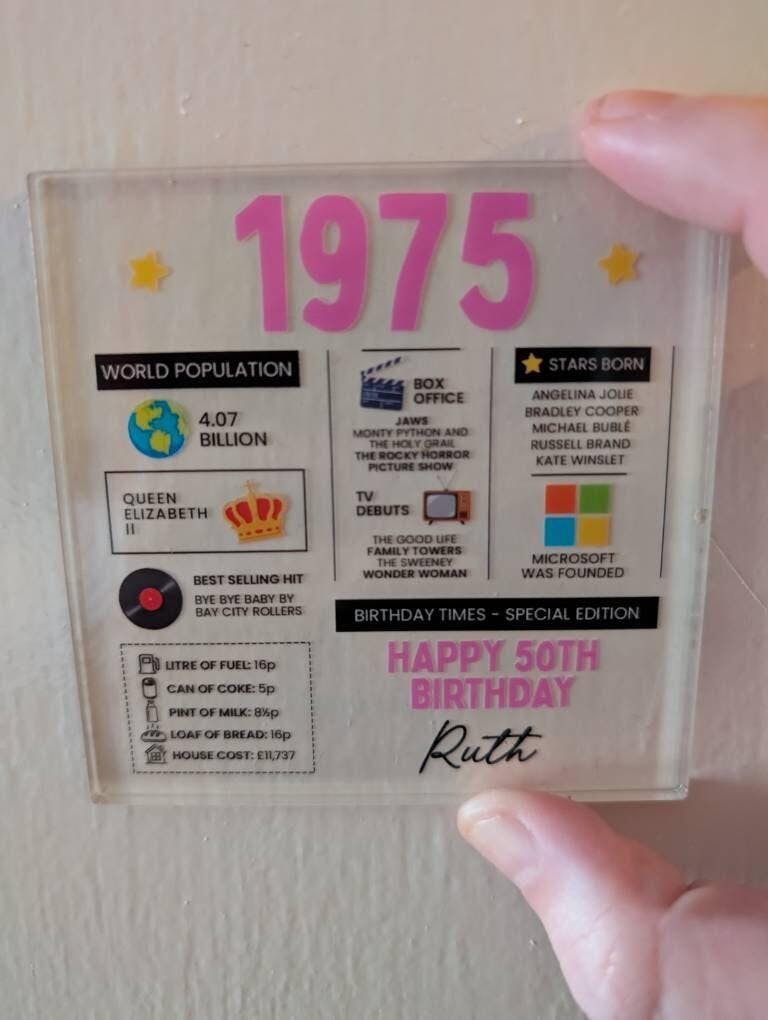 1975
WORLD POPULATION
4.07
BILLION
QUEEN
ELIZABETH
II
BEST SELLING HIT
BYE BYE BABY BY
BAY CITY ROLLERS
LITRE OF FUEL: 16p
CAN OF COKE: 5p
PINT OF MILK: 8½p
LOAF OF BREAD: 16p
HOUSE COST: £11,737
BOX
OFFICE
JAWS
MONTY PYTHON AND
THE HOLY GRAIL
THE ROCKY HORROR
PICTURE SHOW
TV
DEBUTS
THE GOOD LIFE
FAMILY TOWERS
THE SWEENEY
WONDER WOMAN
STARS BORN
ANGELINA JOLIE
BRADLEY COOPER
MICHAEL BUBLÉ
RUSSELL BRAND
KATE WINSLET
MICROSOFT
WAS FOUNDED
BIRTHDAY TIMES - SPECIAL EDITION
HAPPY 50TH
BIRTHDAY
Ruth